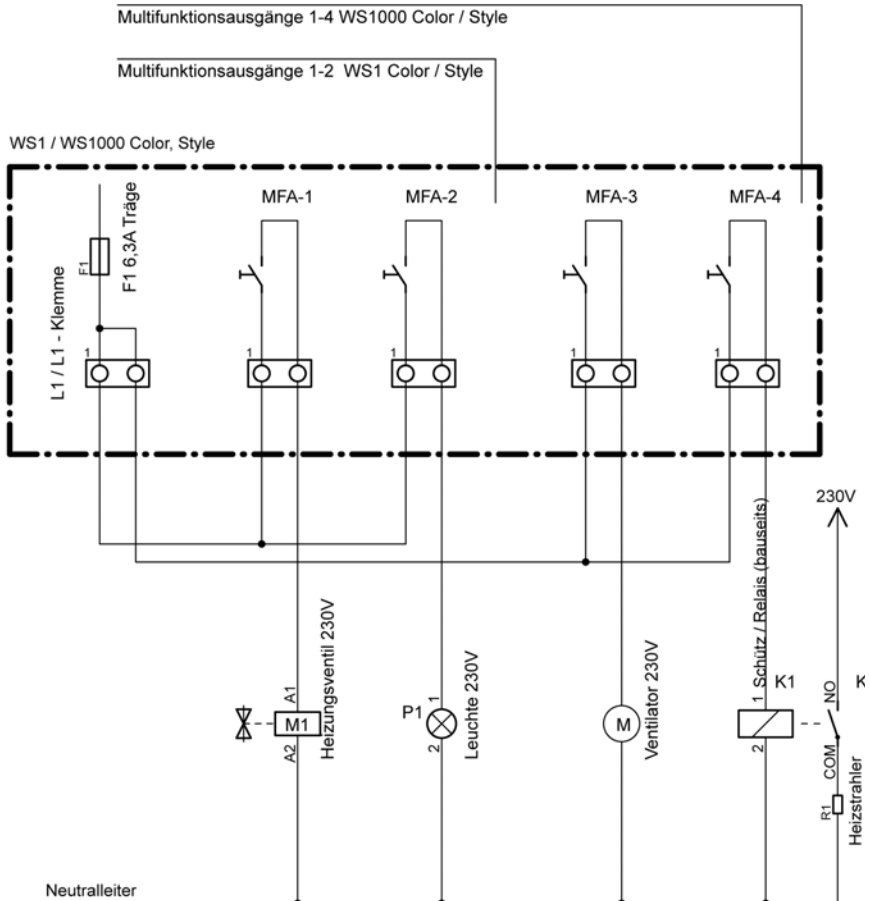 Multifunktionsausgänge 1-4 WS1000 Color / Style
Multifunktionsausgänge 1-2 WS1 Color / Style
WS1 / WS1000 Color, Style
MFA-1
MFA-2
MFA-3
MFA-4
F1
F1 6,3A Träge
L1 / L1 - Klemme
1
1
1
1
1
230V
Schütz / Relais (bauseits)
Heizungsventil 230V
A1
M1
A2
P1
1
2
Leuchte 230V
M
Ventilator 230V
1
K1
2
NO
K
COM
R1
Heizstrahler
Neutralleiter